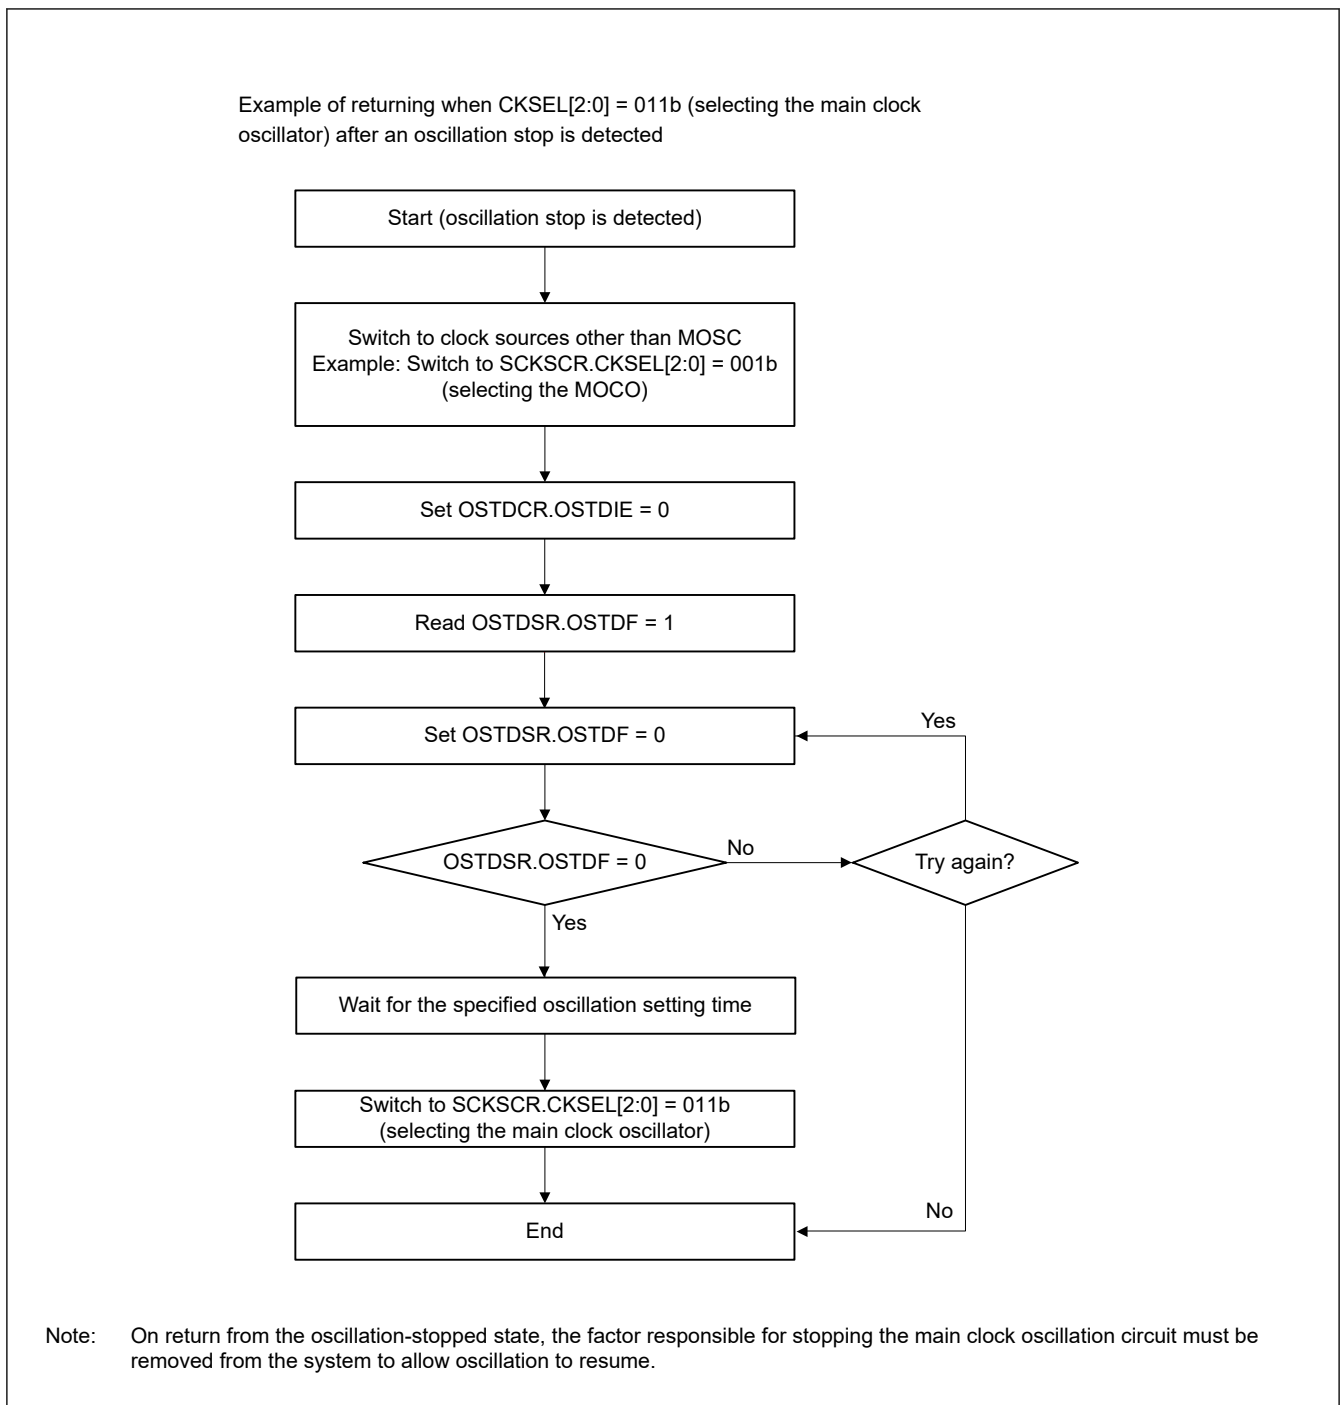 Example of returning when CKSEL[2:0] = 011b (selecting the main clock
oscillator) after an oscillation stop is detected
Start (oscillation stop is detected)
Switch to clock sources other than MOSC
Example: Switch to SCKSCR.CKSEL[2:0] = 001b
(selecting the MOCO)
Set OSTDCR.OSTDIE = 0
Read OSTDSR.OSTDF = 1
Set OSTDSR.OSTDF = 0
Yes
OSTDSR.OSTDF = 0
No
Try again?
Yes
Wait for the specified oscillation setting time
Switch to SCKSCR.CKSEL[2:0] = 011b
(selecting the main clock oscillator)
No
End
Note: On return from the oscillation-stopped state, the factor responsible for stopping the main clock oscillation circuit must be
removed from the system to allow oscillation to resume.